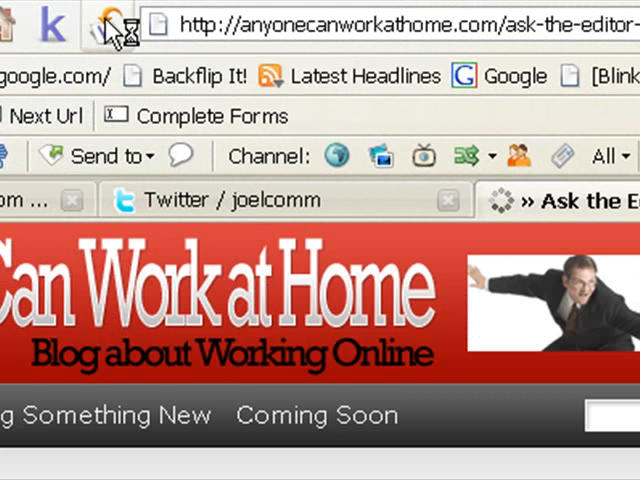 k http://anyonecanworkathome.com/ask-the-editor-
google.com/ Backflip It! Latest Headlines G Google [Blink
Next Url Complete Forms
Send to Channel: All
om ... Twitter / joelcomm » Ask the E
Can Work at Home
Blog about Working Online
g Something New Coming Soon